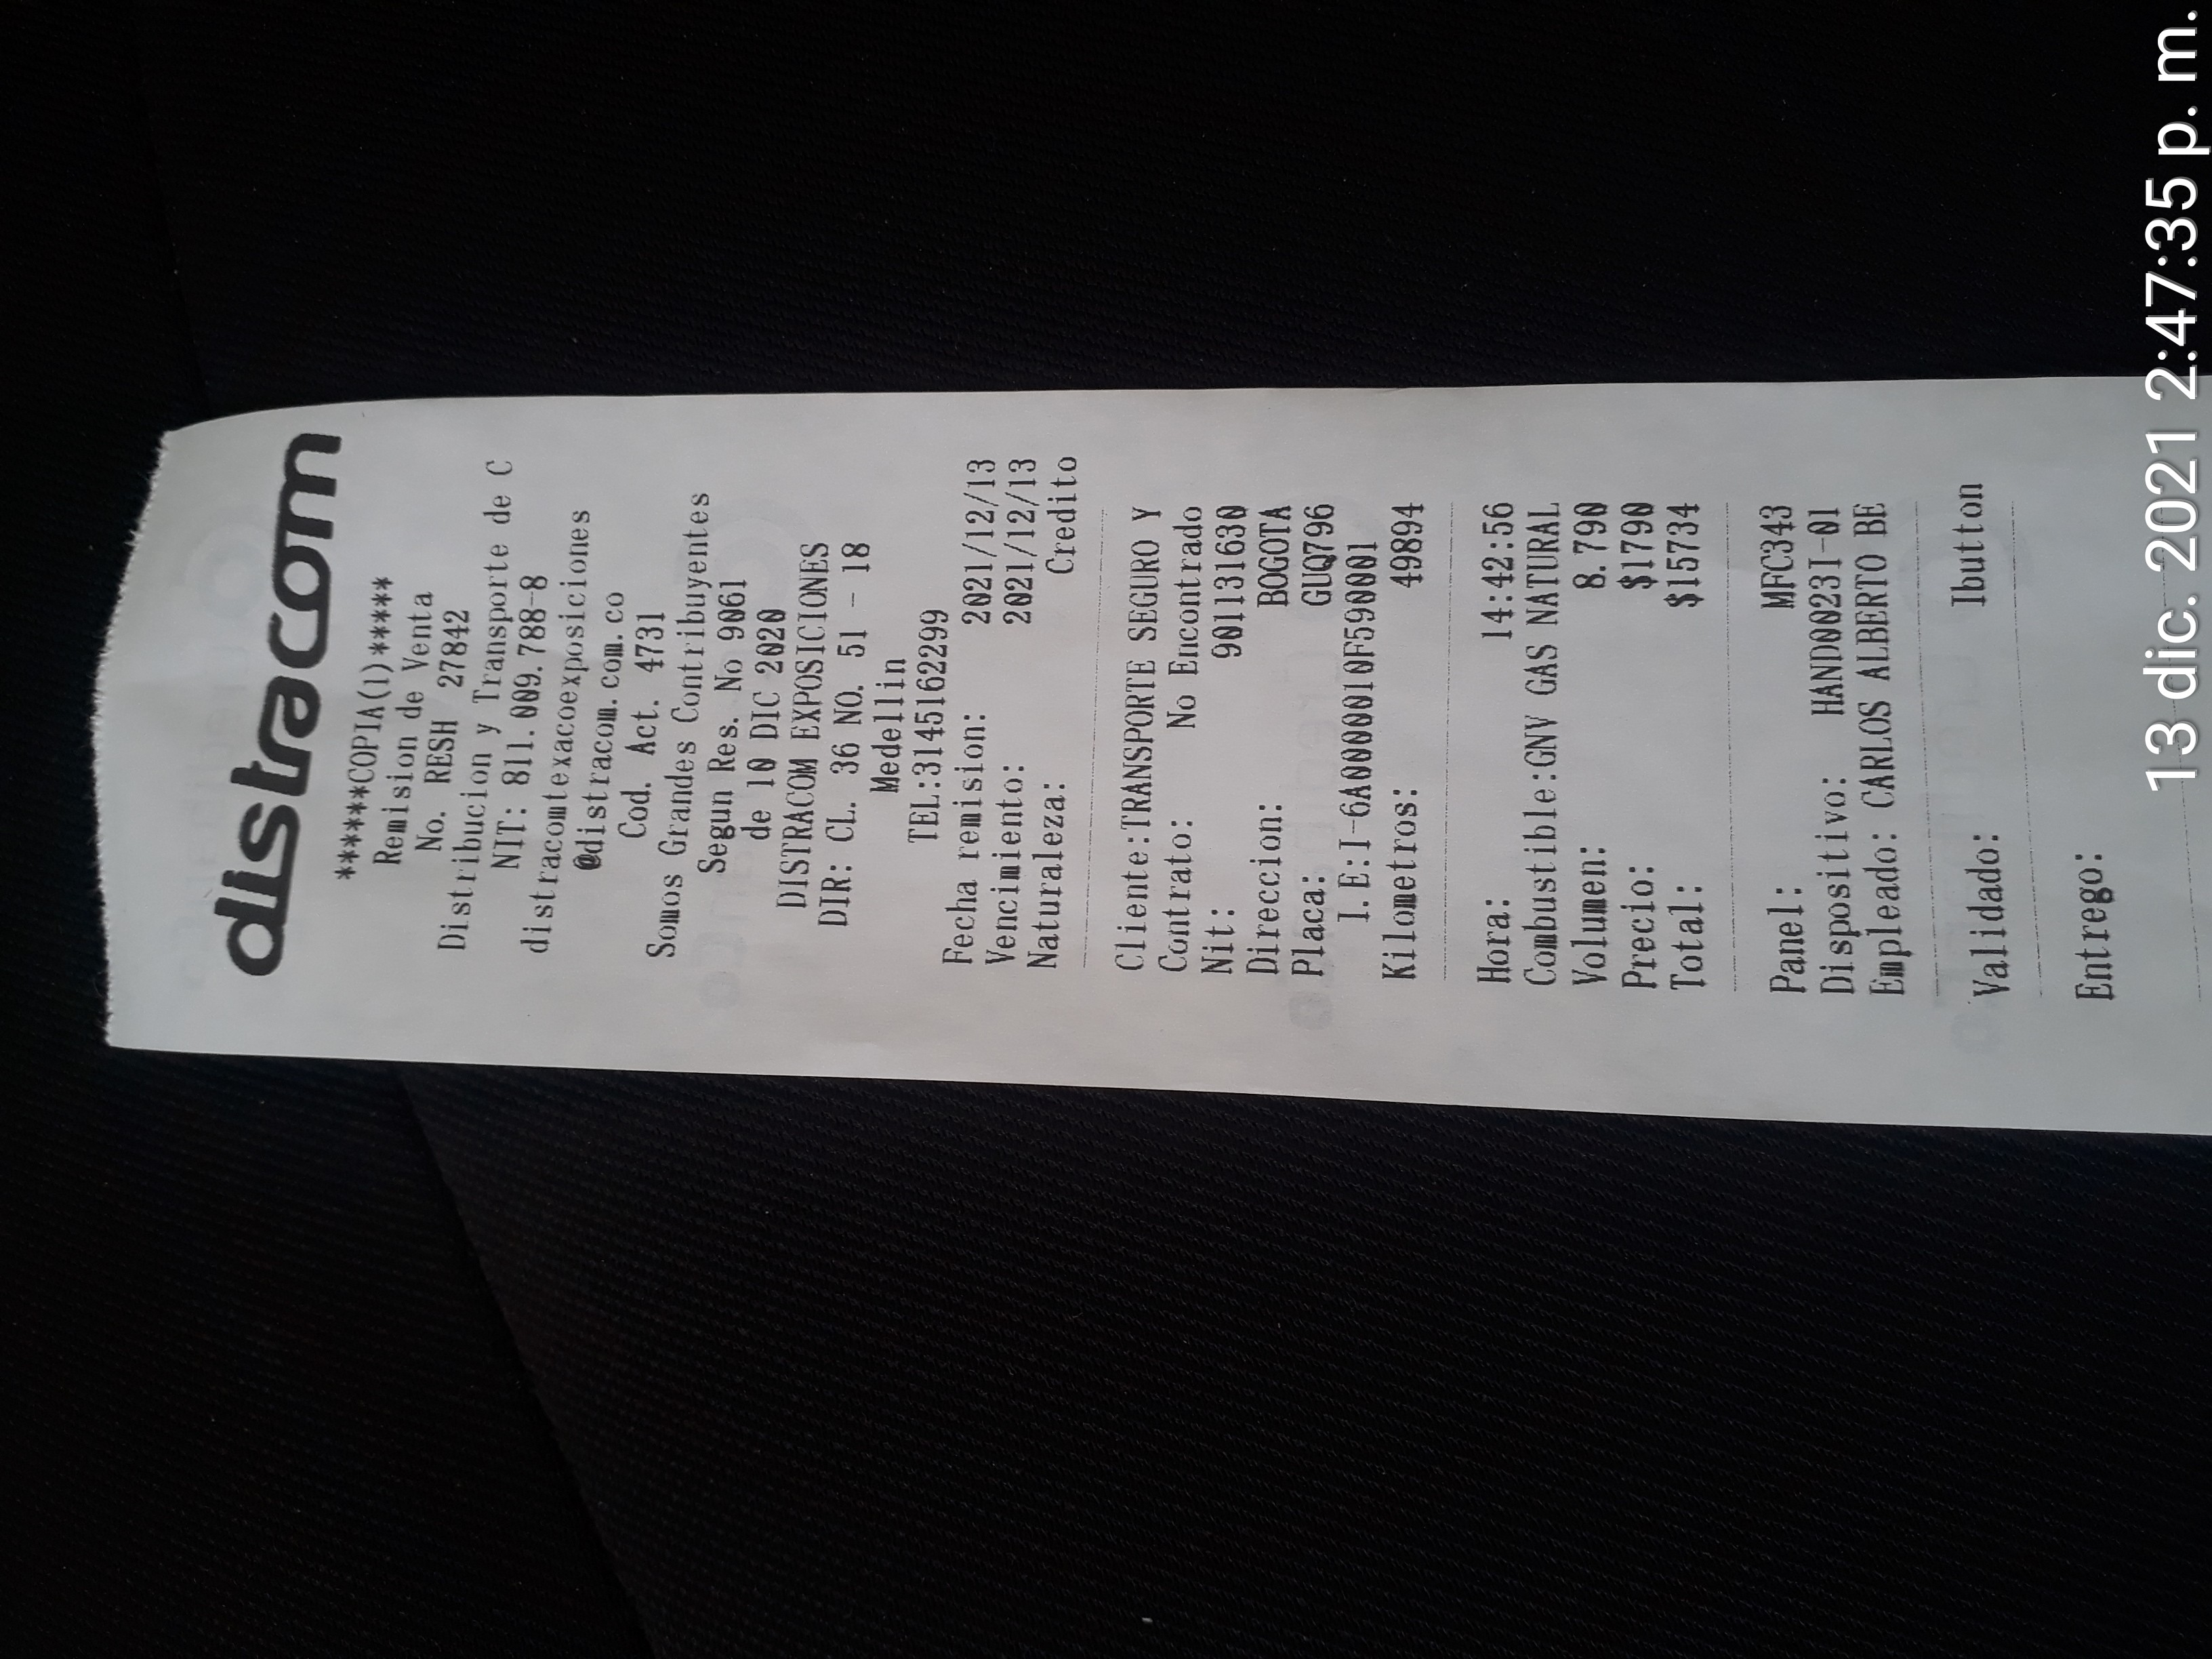 distracom
******COPIA(1)*****
Remision de Venta
No. RESH 27842
Distribucion y Transporte de C
NIT: 811.009.788-8
distracomtexacoexposiciones
@distracom.com.co
Cod. Act. 4731
Somos Grandes Contribuyentes
Segun Res. No 9061
de 10 DIC 2020
DISTRACOM EXPOSICIONES
DIR: CL. 36 NO. 51 - 18
Medellin
TEL:3145162299
Fecha remision: 2021/12/13
Vencimiento: 2021/12/13
Naturaleza: Credito
Cliente:TRANSPORTE SEGURO Y
Contrato: No Encontrado
Nit: 901131630
Direccion: BOGOTA
Placa: GUQ796
I.E:I-6A0000010F590001
Kilometros: 49894
Hora: 14:42:56
Combustible:GNV GAS NATURAL
Volumen: 8.790
Precio: $1790
Total: $15734
Panel: MFC343
Dispositivo: HAND0023I-01
Empleado: CARLOS ALBERTO BE
Validado: Ibutton
Entrego:
13 dic. 2021 2:47:35 p. m.